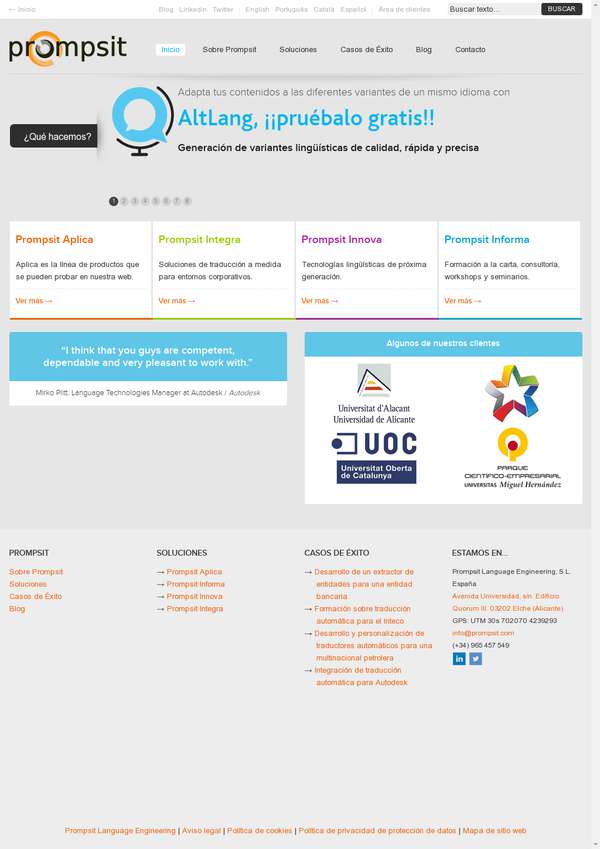 ← Inicio
Blog Linkedin Twitter | English Português Català Español | Área de clientes
Buscar texto... BUSCAR
prompsit
Inicio Sobre Prompsit Soluciones Casos de Éxito Blog Contacto
¿Qué hacemos?
Adapta tus contenidos a las diferentes variantes de un mismo idioma con
AltLang, ¡¡pruébalo gratis!!
Generación de variantes lingüísticas de calidad, rápida y precisa
1 2 3 4 5 6 7 8
Prompsit Aplica
Aplica es la línea de productos que
se pueden probar en nuestra web.
Ver más →
Prompsit Integra
Soluciones de traducción a medida
para entornos corporativos.
Ver más →
Prompsit Innova
Tecnologías lingüísticas de próxima
generación.
Ver más →
Prompsit Informa
Formación a la carta, consultoría,
workshops y seminarios.
Ver más →
“I think that you guys are competent,
dependable and very pleasant to work with.”
Mirko Plitt, Language Technologies Manager at Autodesk / Autodesk
Algunos de nuestros clientes
Universitat d'Alacant
Universidad de Alicante
UOC
Universitat Oberta
de Catalunya
PARQUE
CIENTÍFICO-EMPRESARIAL
UNIVERSITAS Miguel Hernández
PROMPSIT
Sobre Prompsit
Soluciones
Casos de Éxito
Blog
SOLUCIONES
→ Prompsit Aplica
→ Prompsit Informa
→ Prompsit Innova
→ Prompsit Integra
CASOS DE ÉXITO
→ Desarrollo de un extractor de
entidades para una entidad
bancaria
→ Formación sobre traducción
automática para el Inteco
→ Desarrollo y personalización de
traductores automáticos para una
multinacional petrolera
→ Integración de traducción
automática para Autodesk
ESTAMOS EN...
Prompsit Language Engineering, S.L.
España
Avenida Universidad, s/n. Edificio
Quorum III. 03202 Elche (Alicante).
GPS: UTM 30s 702070 4239293
info@prompsit.com
(+34) 965 457 549
Prompsit Language Engineering | Aviso legal | Política de cookies | Política de privacidad de protección de datos | Mapa de sitio web